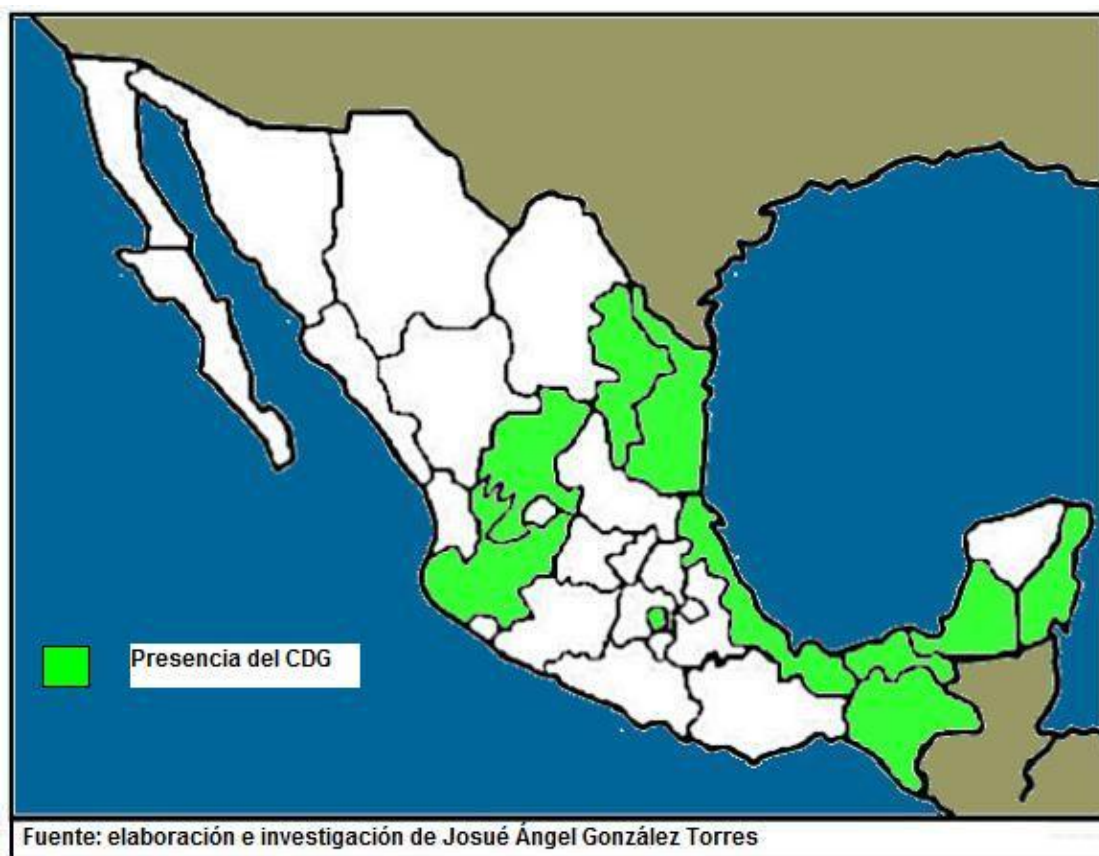 Presencia del CDG
Fuente: elaboración e investigación de Josué Ángel González Torres